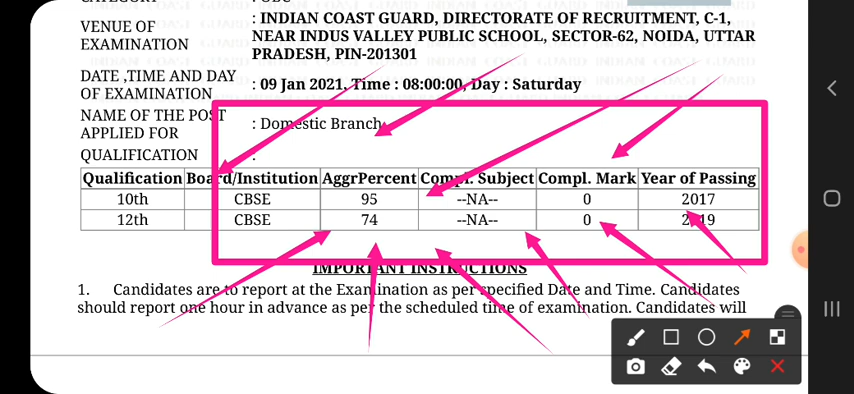 VENUE OF
EXAMINATION
: INDIAN COAST GUARD, DIRECTORATE OF RECRUITMENT, C-1,
NEAR INDUS VALLEY PUBLIC SCHOOL, SECTOR-62, NOIDA, UTTAR
PRADESH, PIN-201301
DATE ,TIME AND DAY
OF EXAMINATION
: 09 Jan 2021, Time : 08:00:00, Day : Saturday
NAME OF THE POST
APPLIED FOR
: Domestic Branch
QUALIFICATION :
Qualification Board/Institution AggrPercent Compl. Subject Compl. Mark Year of Passing
10th CBSE 95 --NA-- 0 2017
12th CBSE 74 --NA-- 0 2019
IMPORTANT INSTRUCTIONS
1. Candidates are to report at the Examination as per specified Date and Time. Candidates
should report one hour in advance as per the scheduled time of examination. Candidates will